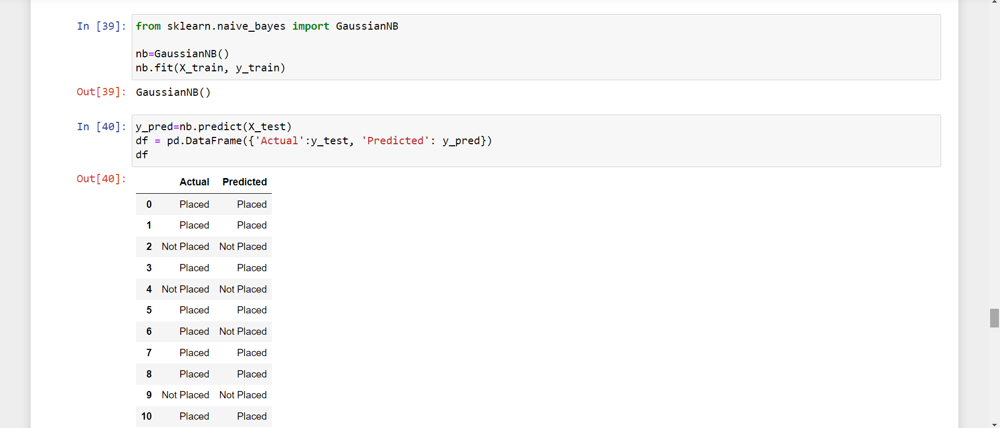 In [39]: from sklearn.naive_bayes import GaussianNB
nb=GaussianNB()
nb.fit(X_train, y_train)
Out[39]: GaussianNB()
In [40]: y_pred=nb.predict(X_test)
df = pd.DataFrame({'Actual':y_test, 'Predicted': y_pred})
df
Out[40]:
Actual Predicted
0 Placed Placed
1 Placed Placed
2 Not Placed Not Placed
3 Placed Placed
4 Not Placed Not Placed
5 Placed Placed
6 Placed Not Placed
7 Placed Placed
8 Placed Placed
9 Not Placed Not Placed
10 Placed Placed